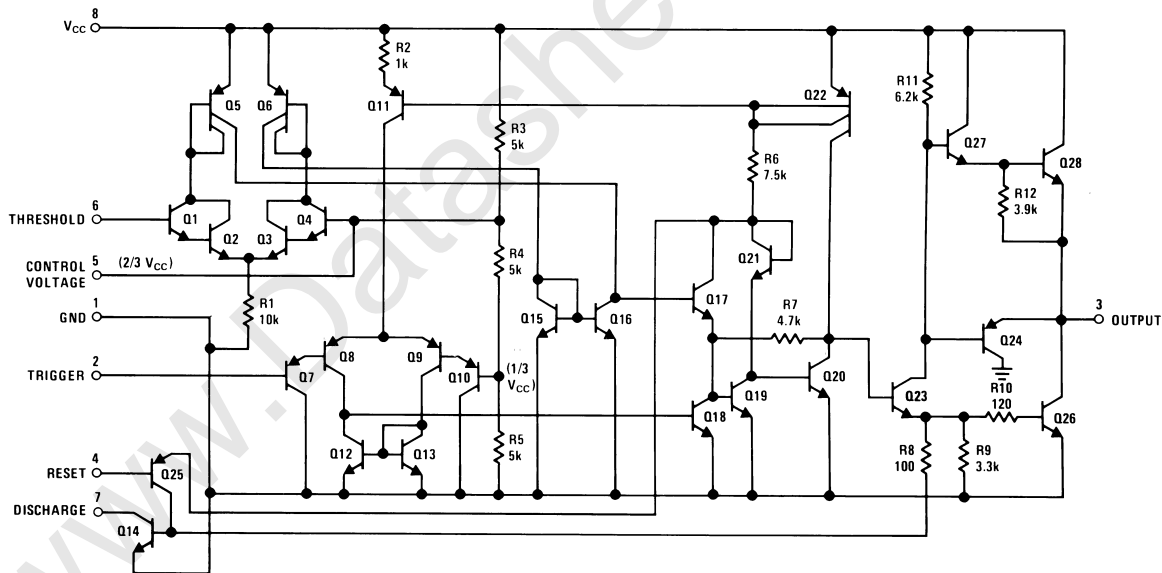 8
VCC
R2
1k
Q5
Q6
Q11
Q22
R11
6.2k
R3
5k
R6
7.5k
Q27
Q28
R12
3.9k
6
THRESHOLD
Q1
Q2
Q3
Q4
5
CONTROL
VOLTAGE
(2/3 VCC)
R4
5k
Q21
1
GND
R1
10k
Q15
Q16
Q17
R7
4.7k
3
OUTPUT
Q24
2
TRIGGER
Q7
Q8
Q9
Q10
(1/3
VCC)
Q18
Q19
Q20
Q23
R10
120
Q26
R5
5k
R8
100
R9
3.3k
Q12
Q13
4
RESET
Q25
7
DISCHARGE
Q14
www.Datashe